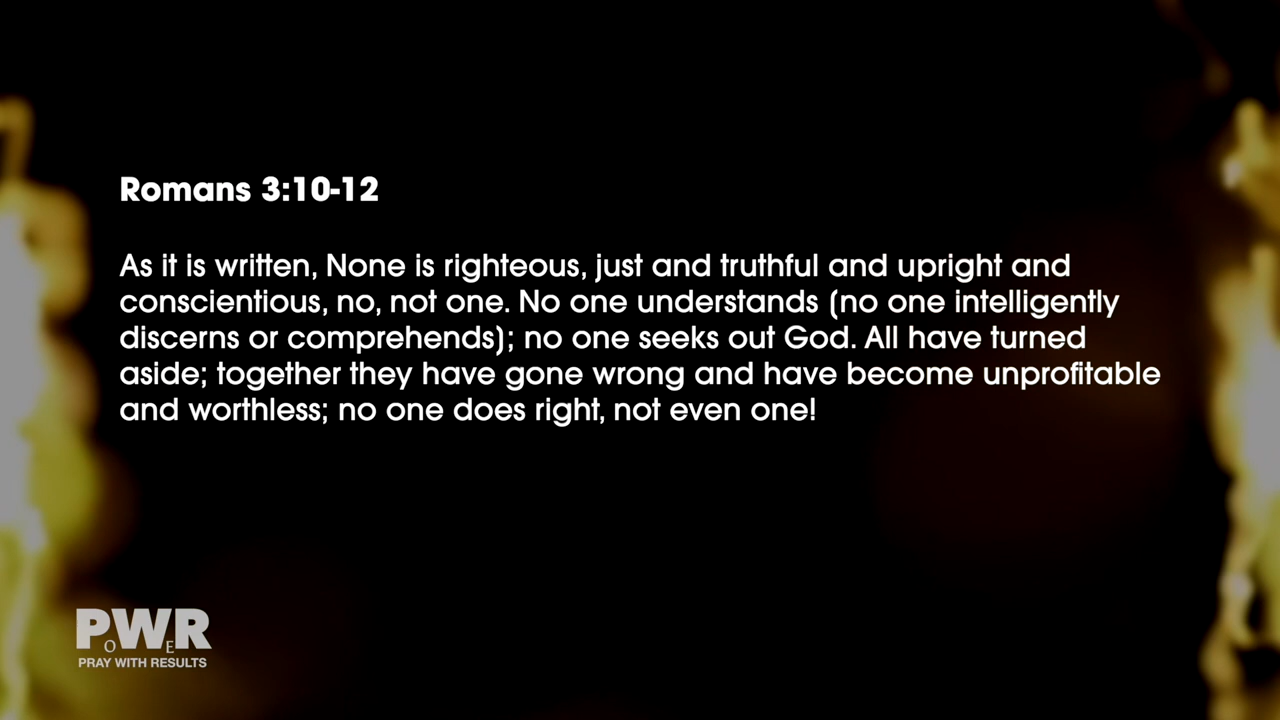 Romans 3:10-12
As it is written, None is righteous, just and truthful and upright and
conscientious, no, not one. No one understands (no one intelligently
discerns or comprehends); no one seeks out God. All have turned
aside; together they have gone wrong and have become unprofitable
and worthless; no one does right, not even one!
PoWeR
PRAY WITH RESULTS